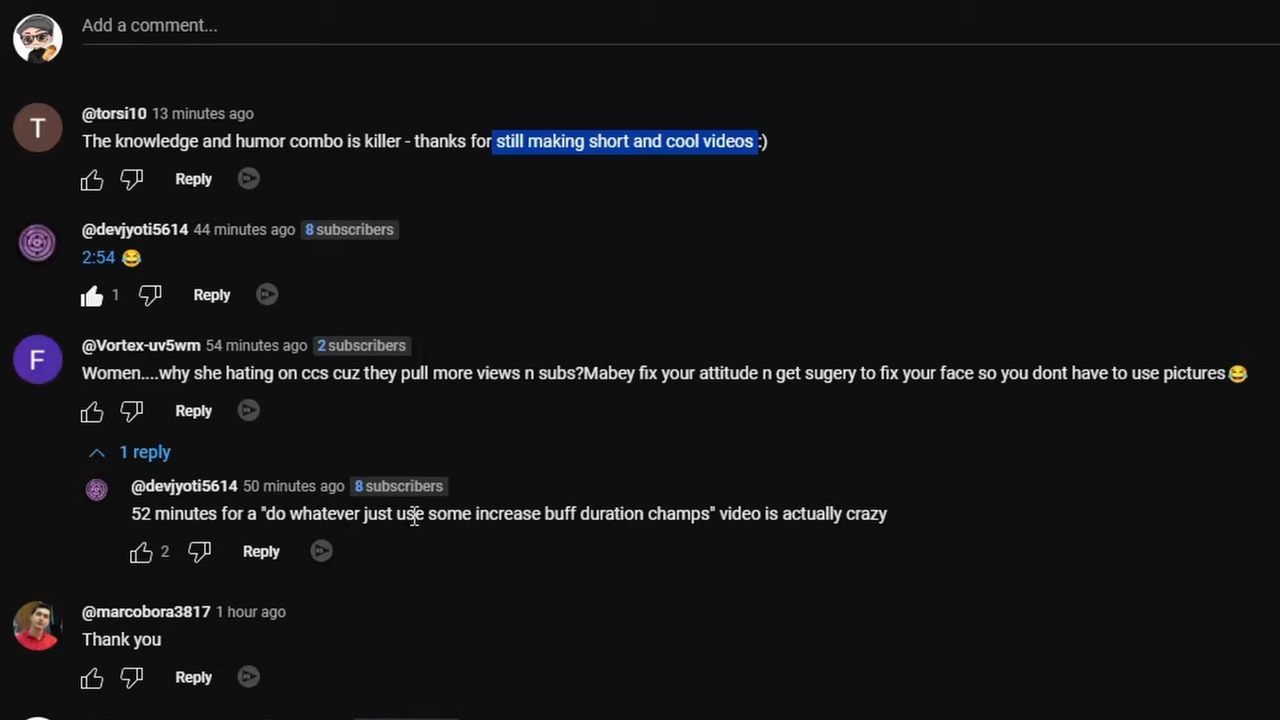 Add a comment...
@torsi10 13 minutes ago
The knowledge and humor combo is killer - thanks for still making short and cool videos :)
Reply
@devjyoti5614 44 minutes ago 8 subscribers
2:54 😂
1 Reply
@Vortex-uv5wm 54 minutes ago 2 subscribers
Women....why she hating on ccs cuz they pull more views n subs?Mabey fix your attitude n get sugery to fix your face so you dont have to use pictures😂
Reply
1 reply
@devjyoti5614 50 minutes ago 8 subscribers
52 minutes for a "do whatever just use some increase buff duration champs" video is actually crazy
2 Reply
@marcobora3817 1 hour ago
Thank you
Reply
T
F